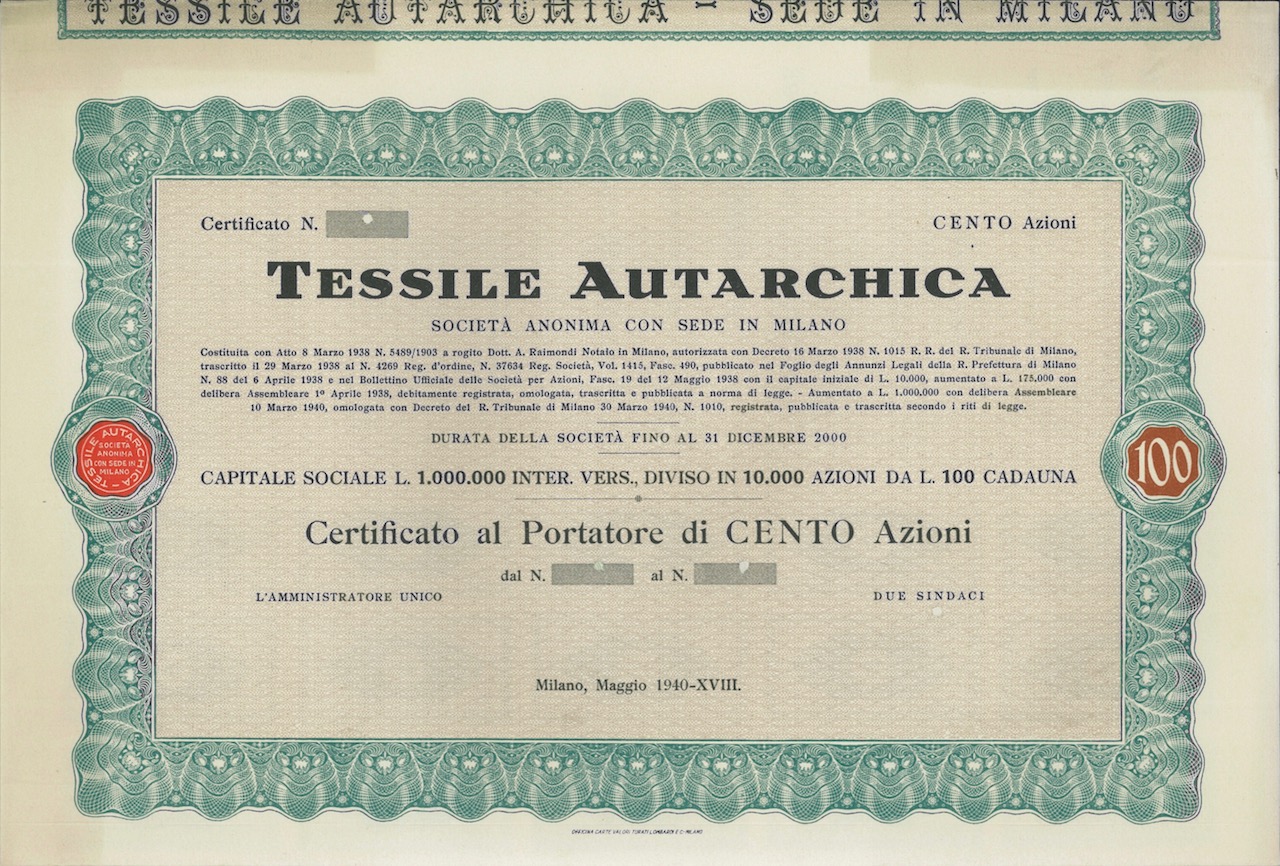 TESSILE AUTARCHICA - SEDE IN MILANO
Certificato N.
CENTO Azioni
TESSILE AUTARCHICA
SOCIETÀ ANONIMA CON SEDE IN MILANO
Costituita con Atto 8 Marzo 1938 N. 5489/1903 a rogito Dott. A. Raimondi Notaio in Milano, autorizzata con Decreto 16 Marzo 1938 N. 1015 R. R. del R. Tribunale di Milano,
trascritto il 29 Marzo 1938 al N. 4269 Reg. d'ordine, N. 37634 Reg. Società, Vol. 1415, Fasc. 490, pubblicato nel Foglio degli Annunzi Legali della R. Prefettura di Milano
N. 88 del 6 Aprile 1938 e nel Bollettino Ufficiale delle Società per Azioni, Fasc. 19 del 12 Maggio 1938 con il capitale iniziale di L. 10.000, aumentato a L. 175.000 con
delibera Assembleare 1º Aprile 1938, debitamente registrata, omologata, trascritta e pubblicata a norma di legge. - Aumentato a L. 1.000.000 con delibera Assembleare
10 Marzo 1940, omologata con Decreto del R. Tribunale di Milano 30 Marzo 1940, N. 1010, registrata, pubblicata e trascritta secondo i riti di legge.
DURATA DELLA SOCIETÀ FINO AL 31 DICEMBRE 2000
TESSILE AUTARCHICA
SOCIETÀ
ANONIMA
CON SEDE IN
MILANO
100
CAPITALE SOCIALE L. 1.000.000 INTER. VERS., DIVISO IN 10.000 AZIONI DA L. 100 CADAUNA
Certificato al Portatore di CENTO Azioni
dal N. al N.
L'AMMINISTRATORE UNICO
DUE SINDACI
Milano, Maggio 1940-XVIII.
OFFICINA CARTE VALORI TURATI LOMBARDI E C-MILANO